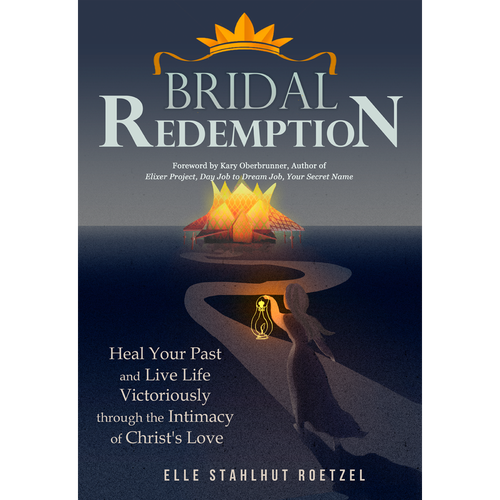 BRIDAL
REDEMPTION
Foreword by Kary Oberbrunner, Author of
Elixer Project, Day Job to Dream Job, Your Secret Name
Heal Your Past
and Live Life
Victoriously
through the Intimacy
of Christ's Love
ELLE STAHLHUT ROETZEL